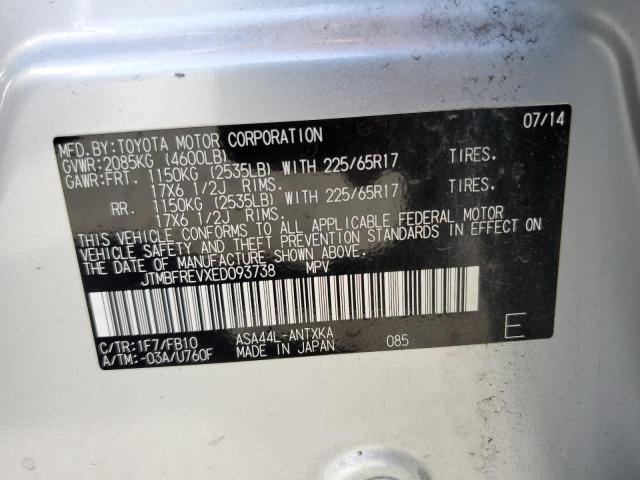 MFD.BY:TOYOTA MOTOR CORPORATION 07/14
GVWR:2085KG (4600LB)
GAWR:FRT. 1150KG (2535LB) WITH 225/65R17 TIRES.
17X6 1/2J RIMS.
RR. 1150KG (2535LB) WITH 225/65R17 TIRES.
17X6 1/2J RIMS.
THIS VEHICLE CONFORMS TO ALL APPLICABLE FEDERAL MOTOR
VEHICLE SAFETY AND THEFT PREVENTION STANDARDS IN EFFECT ON
THE DATE OF MANUFACTURE SHOWN ABOVE.
JTMBFREVXED093738 MPV
C/TR:1F7/FB10 ASA44L-ANTXKA
A/TM:-03A/U760F MADE IN JAPAN 085 E